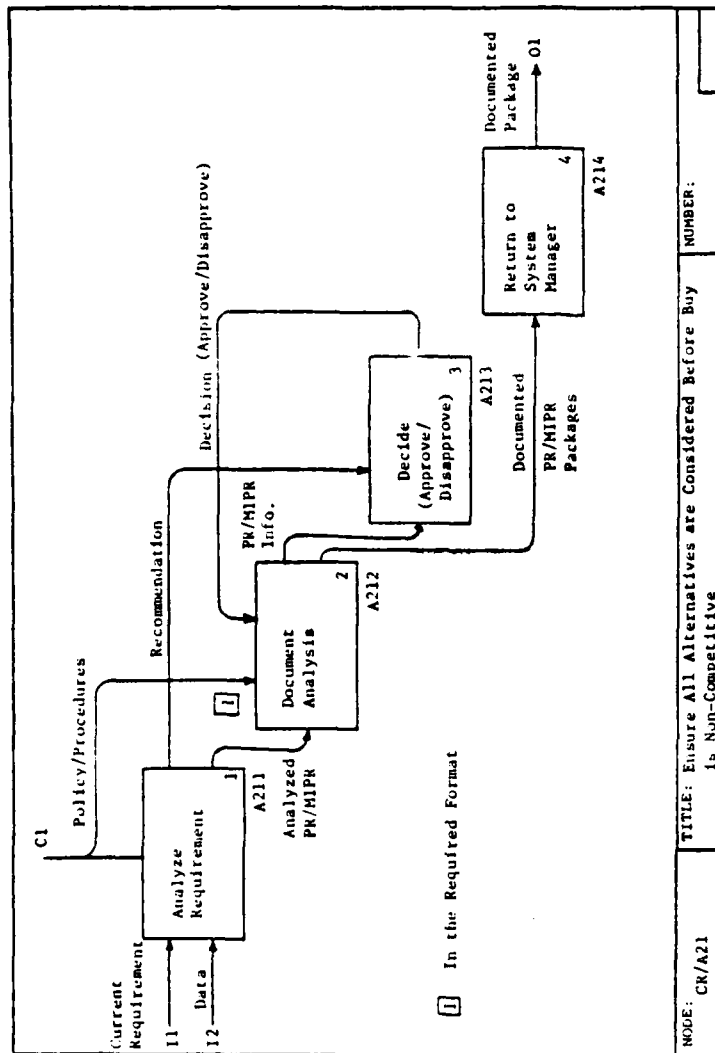 C1
Policy/Procedures
Current
Requirement
I1
Data
I2
Analyze
Requirement
1
A211
Recommendation
Analyzed
PR/MIPR
1
Document
Analysis
2
A212
Decision (Approve/Disapprove)
PR/MIPR
Info.
Decide
(Approve/
Disapprove)
3
A213
Documented
PR/MIPR
Packages
Return to
System
Manager
4
A214
Documented
Package
O1
1 In the Required Format
NODE: CR/A21
TITLE: Ensure All Alternatives are Considered Before Buy
is Non-Competitive
NUMBER: